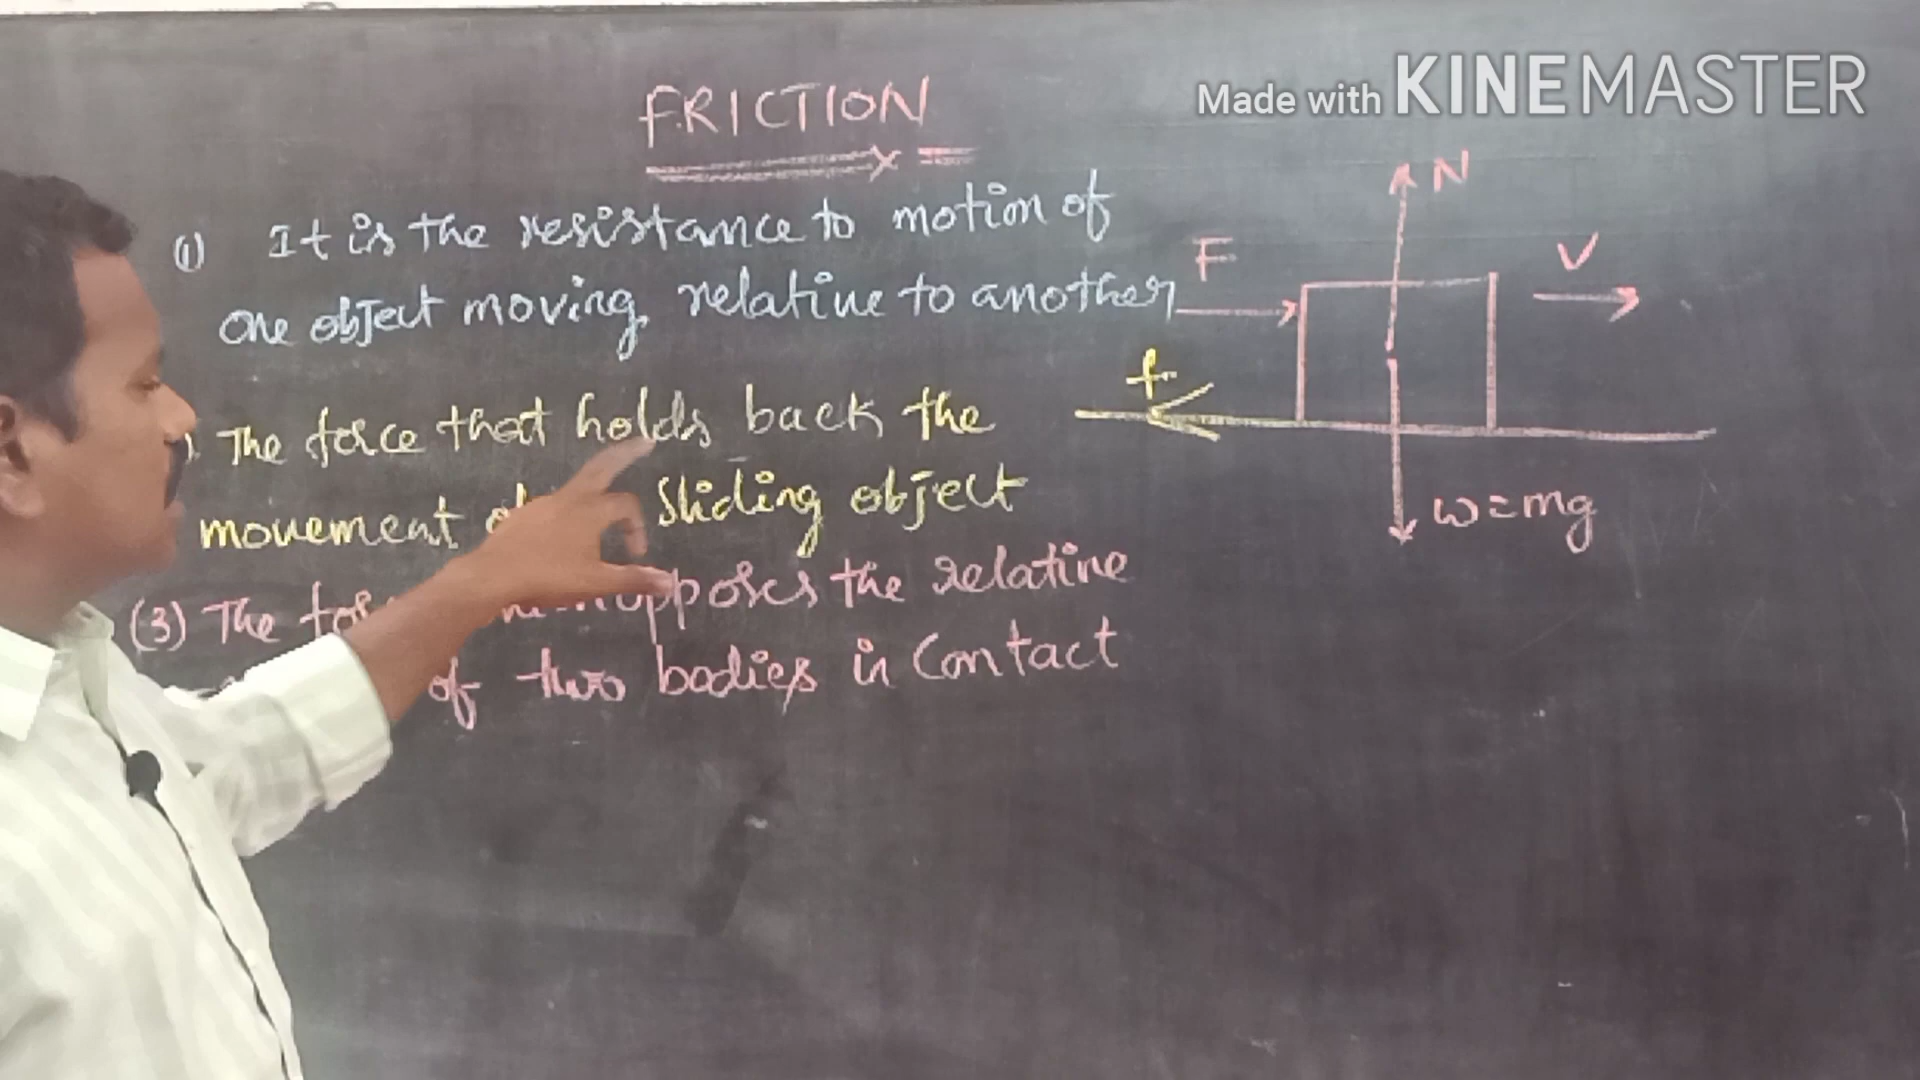 Made with KINEMASTER
FRICTION
(1) It is the resistance to motion of
one object moving relative to another
The force that holds back the
movement sliding object
(3) The opposes the relative
of two bodies in Contact
N
F
V
f
w=mg